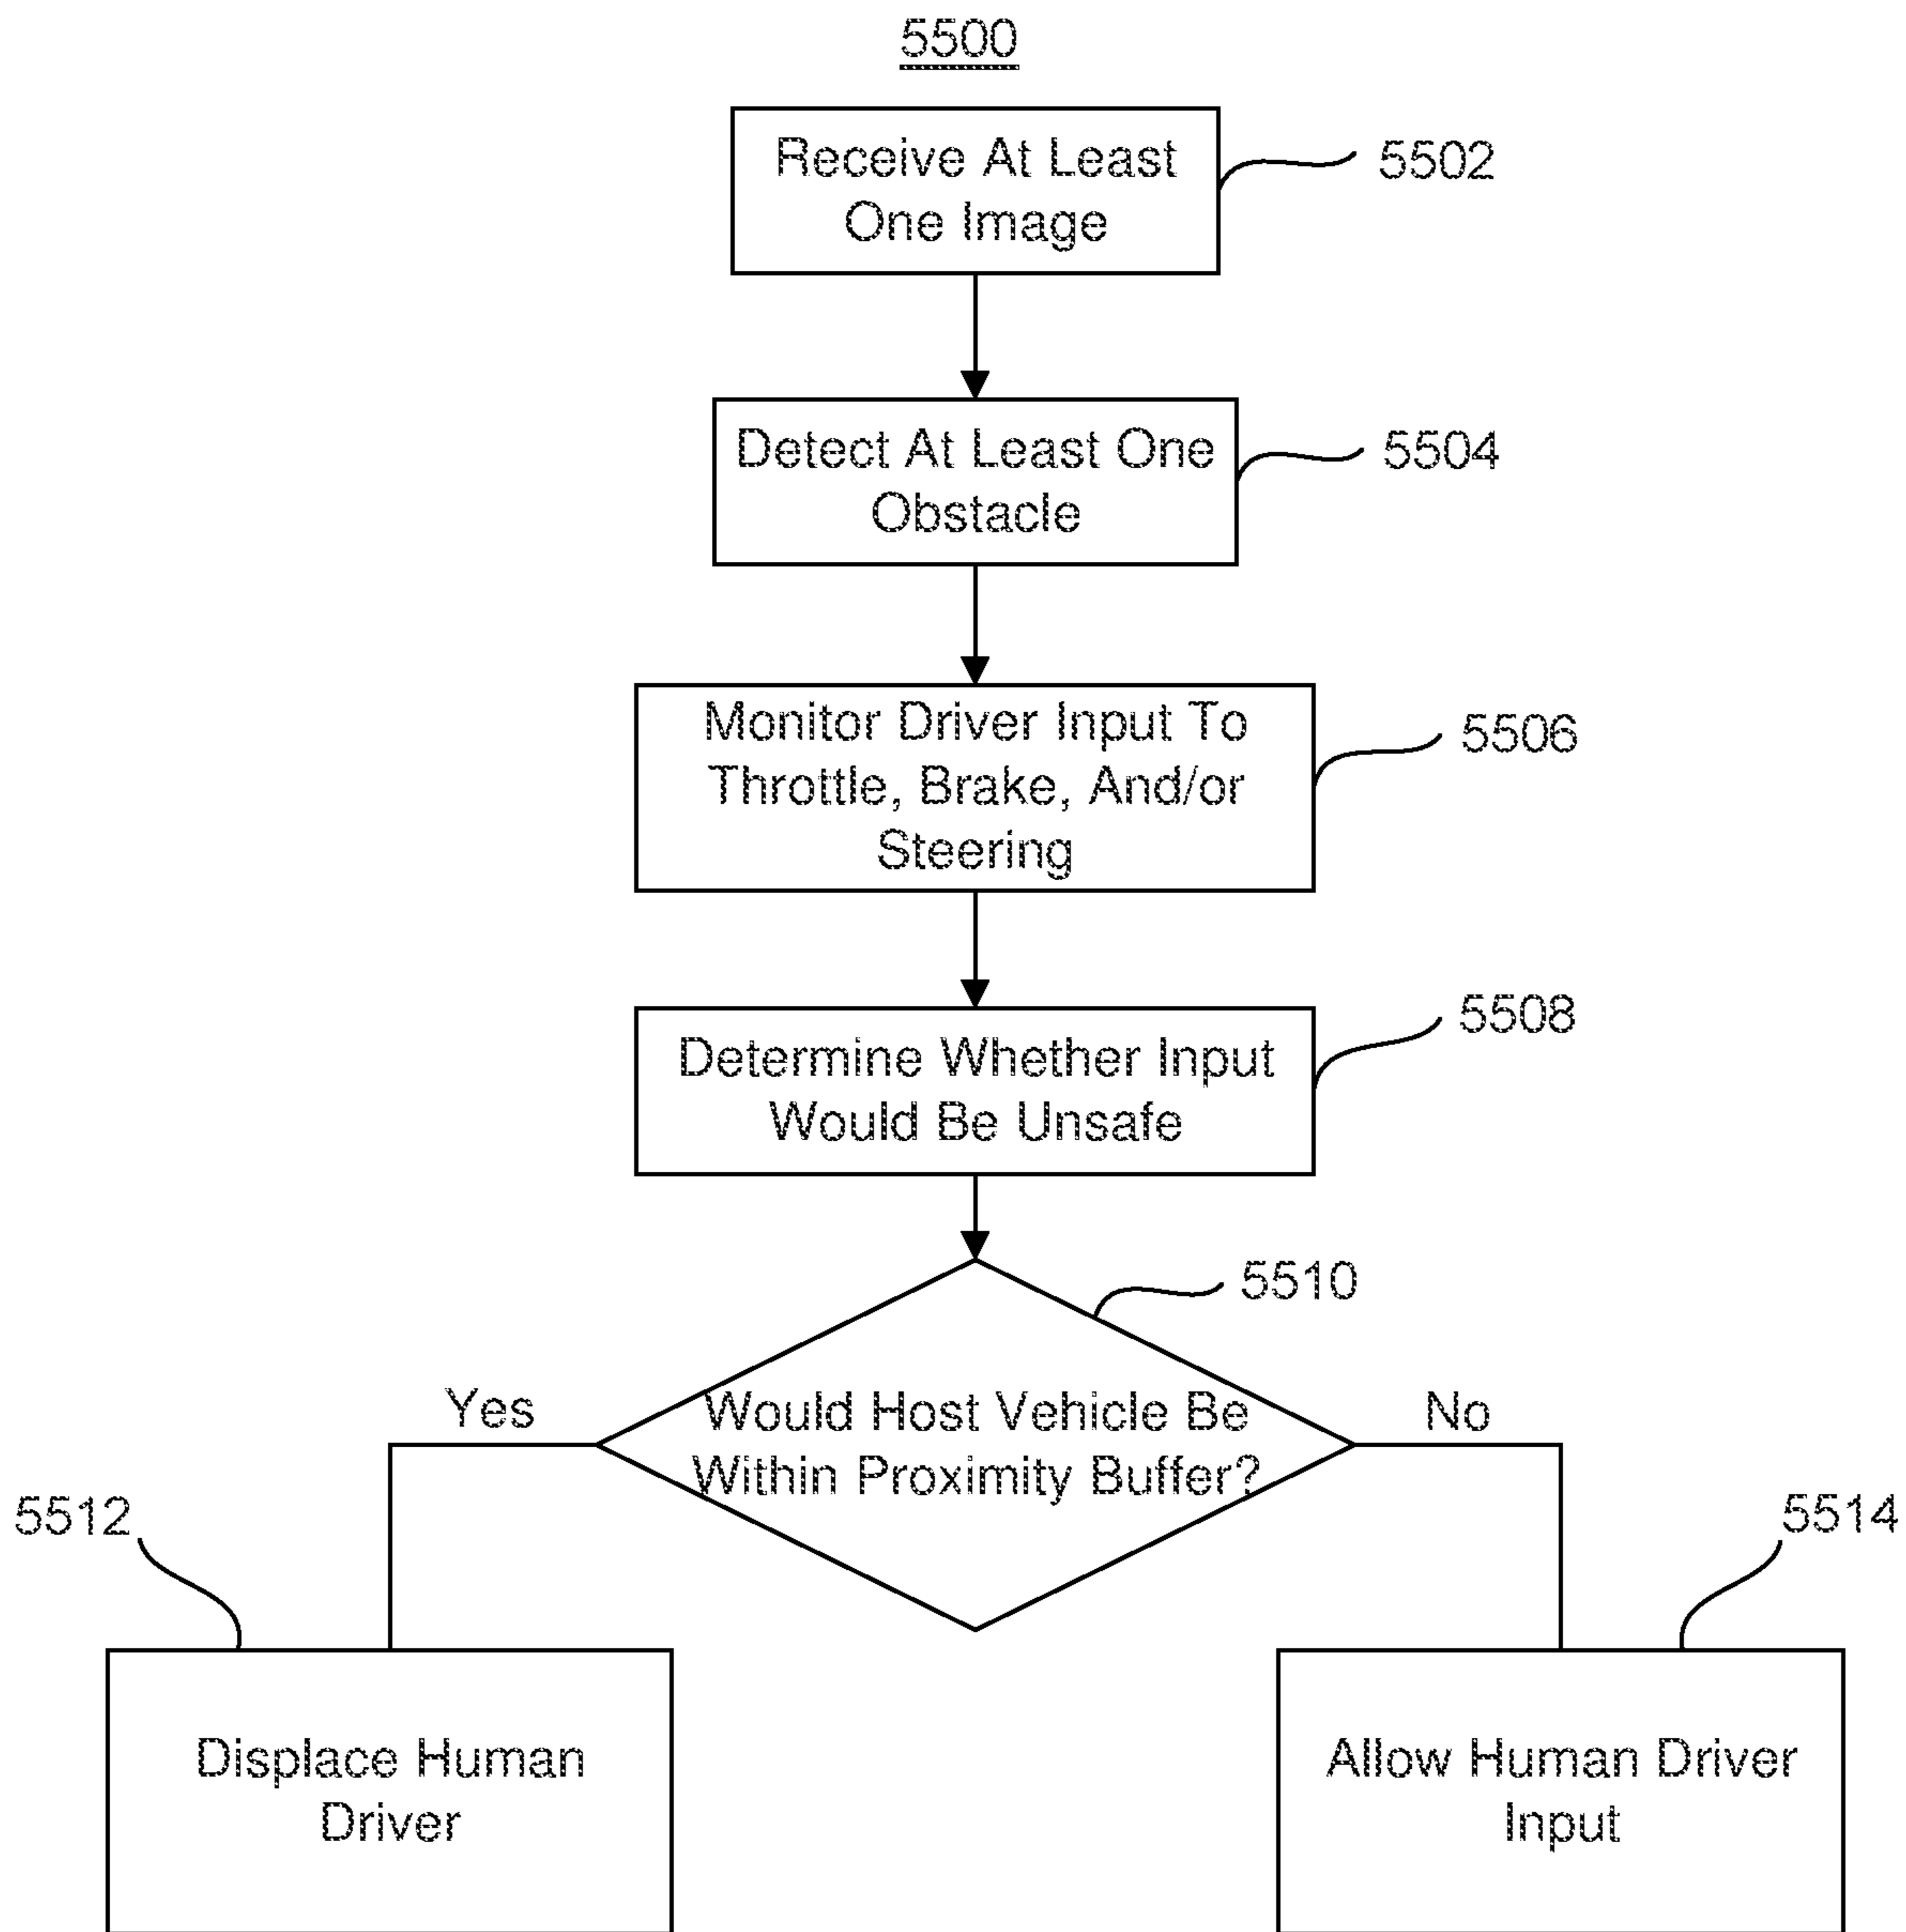 5500
Receive At Least
One Image
5502
Detect At Least One
Obstacle
5504
Monitor Driver Input To
Throttle, Brake, And/or
Steering
5506
Determine Whether Input
Would Be Unsafe
5508
5510
Would Host Vehicle Be
Within Proximity Buffer?
Yes
No
5512
5514
Displace Human
Driver
Allow Human Driver
Input